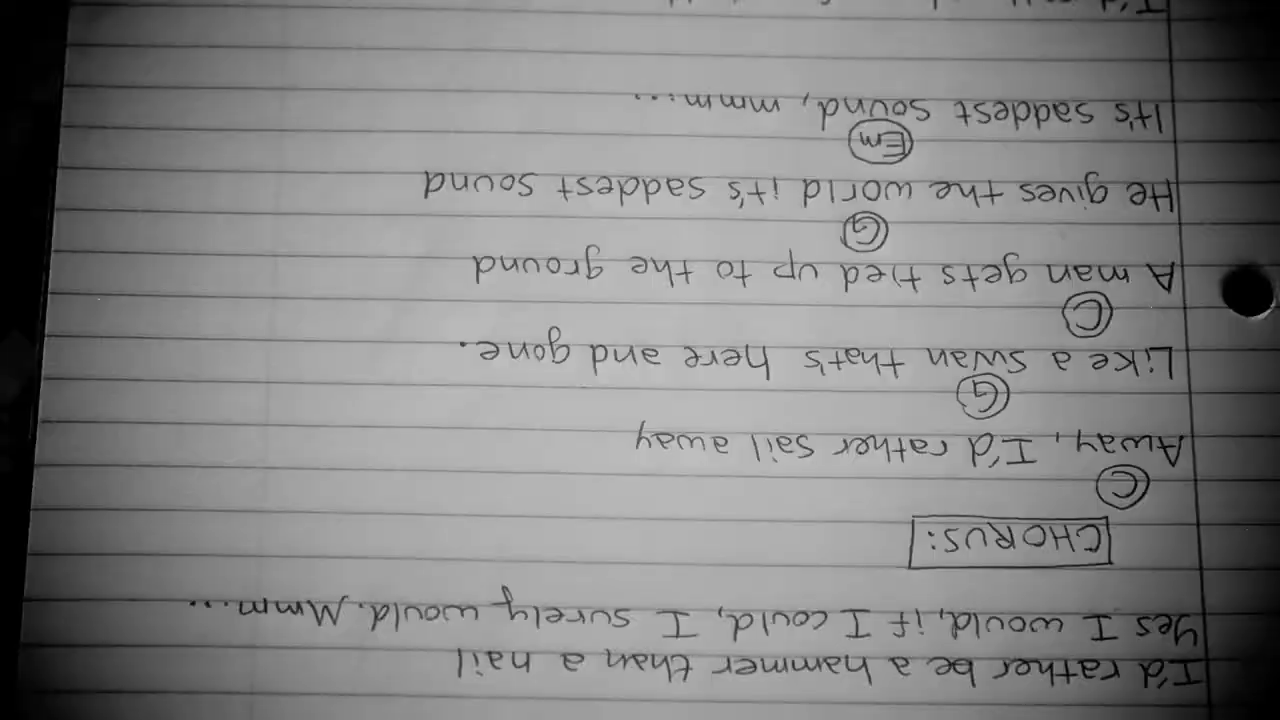 I'd rather be a hammer than a nail
Yes I would, if I could, I surely would. Mmm...
CHORUS:
C
Away, I'd rather sail away
G
Like a swan that's here and gone.
C
A man gets tied up to the ground
G
He gives the world it's saddest sound
Em
It's saddest sound, mmm...